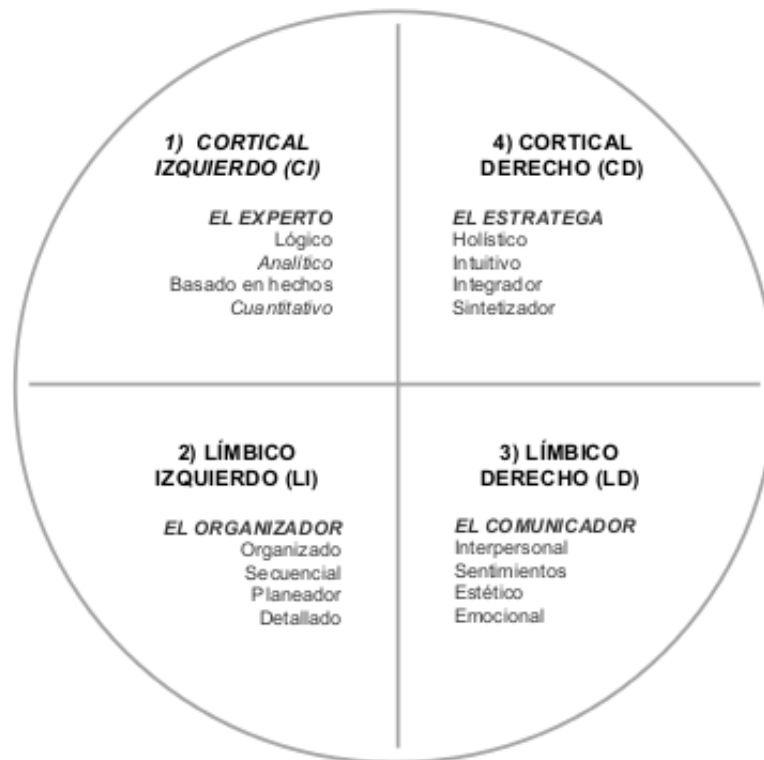 1) CORTICAL
IZQUIERDO (CI)
EL EXPERTO
Lógico
Analítico
Basado en hechos
Cuantitativo
4) CORTICAL
DERECHO (CD)
EL ESTRATEGA
Holístico
Intuitivo
Integrador
Sintetizador
2) LÍMBICO
IZQUIERDO (LI)
EL ORGANIZADOR
Organizado
Secuencial
Planeador
Detallado
3) LÍMBICO
DERECHO (LD)
EL COMUNICADOR
Interpersonal
Sentimientos
Estético
Emocional